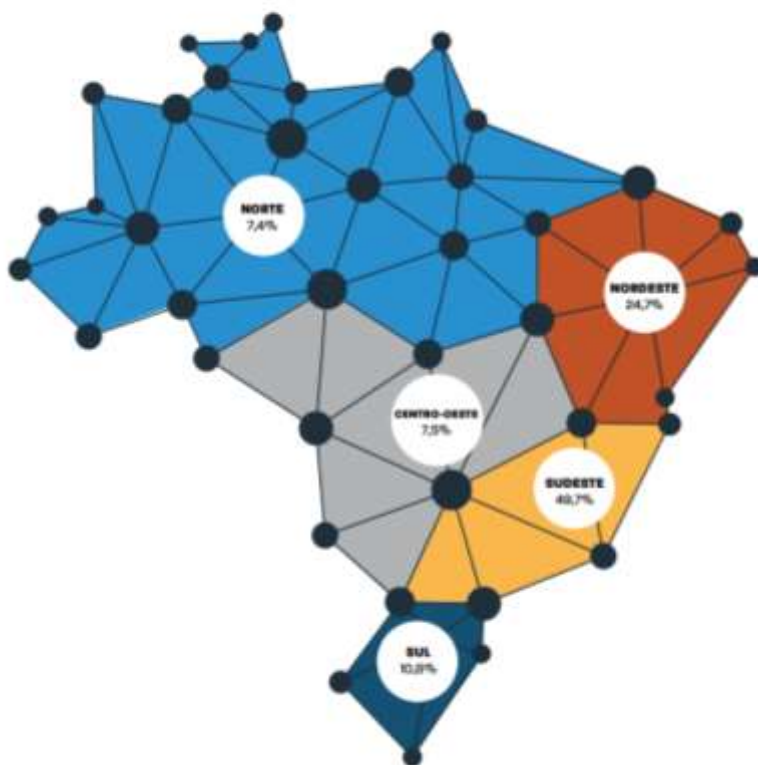 NORTE
7,4%
NORDESTE
24,7%
CENTRO-OESTE
7,5%
SUDESTE
49,7%
SUL
10,8%